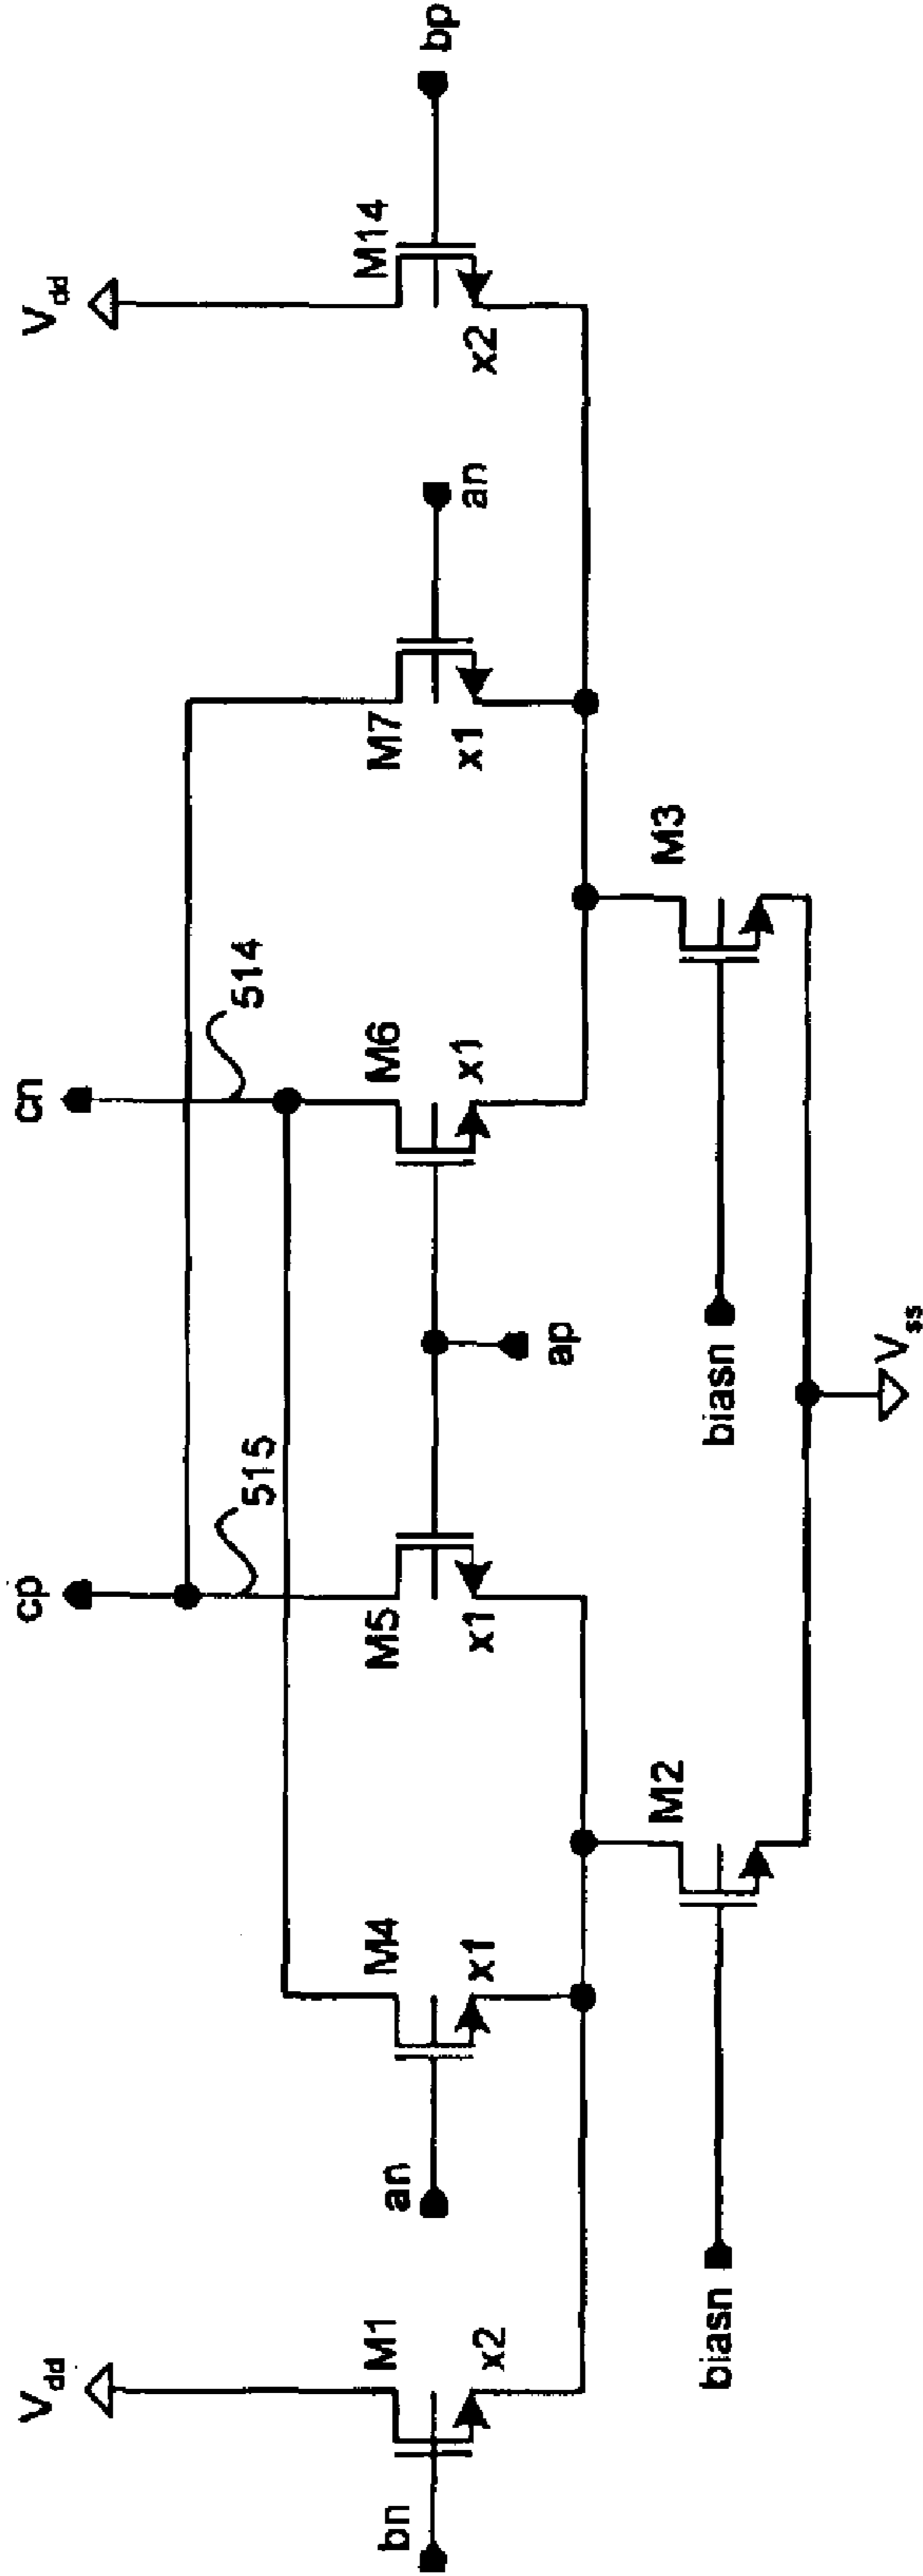 Vdd
Vdd
cp
cn
515
514
M1
M4
M5
M6
M7
M14
bn
an
ap
an
bp
x2
x1
x1
x1
x1
x2
M2
M3
biasn
biasn
Vss